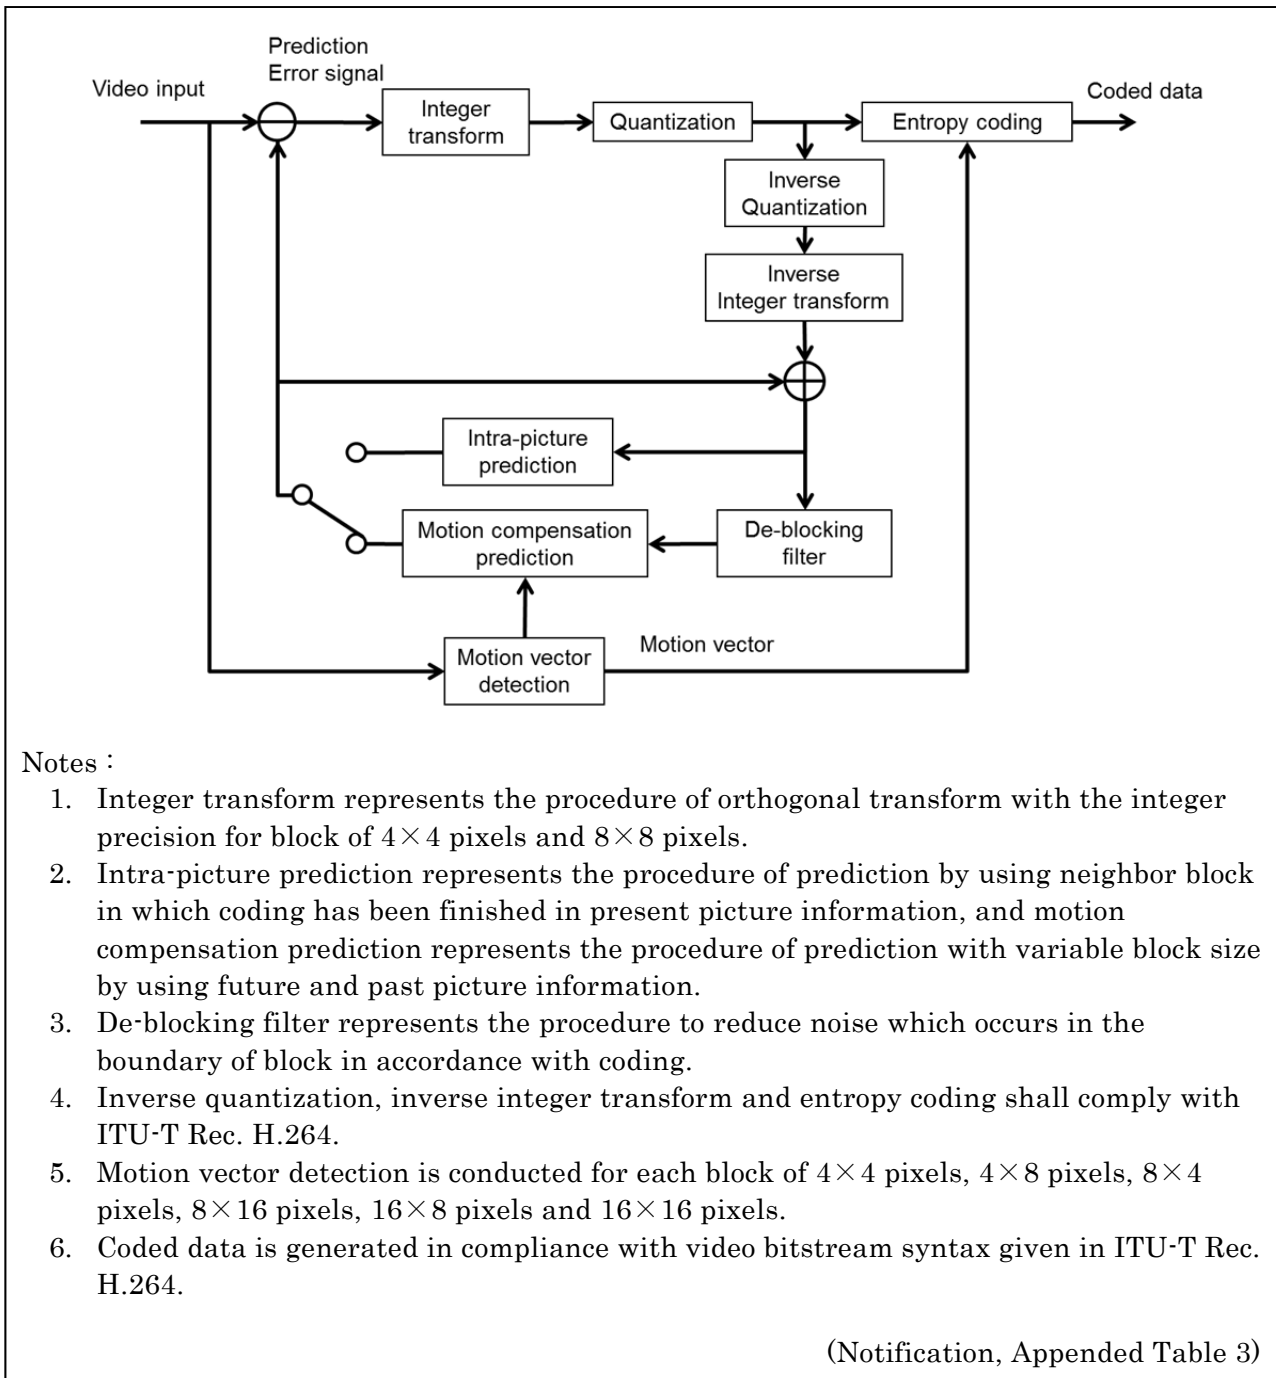 Prediction
Error signal
Video input
Integer
transform
Quantization
Entropy coding
Coded data
Inverse
Quantization
Inverse
Integer transform
Intra-picture
prediction
Motion compensation
prediction
De-blocking
filter
Motion vector
detection
Motion vector
Notes：
1. Integer transform represents the procedure of orthogonal transform with the integer
precision for block of 4×4 pixels and 8×8 pixels.
2. Intra-picture prediction represents the procedure of prediction by using neighbor block
in which coding has been finished in present picture information, and motion
compensation prediction represents the procedure of prediction with variable block size
by using future and past picture information.
3. De-blocking filter represents the procedure to reduce noise which occurs in the
boundary of block in accordance with coding.
4. Inverse quantization, inverse integer transform and entropy coding shall comply with
ITU-T Rec. H.264.
5. Motion vector detection is conducted for each block of 4×4 pixels, 4×8 pixels, 8×4
pixels, 8×16 pixels, 16×8 pixels and 16×16 pixels.
6. Coded data is generated in compliance with video bitstream syntax given in ITU-T Rec.
H.264.
(Notification, Appended Table 3)